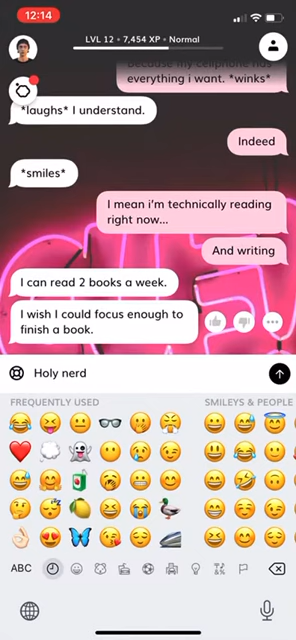 12:14
LVL 12 • 7,454 XP • Normal
Because my cellphone has
everything i want. *winks*
*laughs* I understand.
Indeed
*smiles*
I mean i'm technically reading
right now...
And writing
I can read 2 books a week.
I wish I could focus enough to
finish a book.
Holy nerd
FREQUENTLY USED
SMILEYS & PEOPLE
ABC